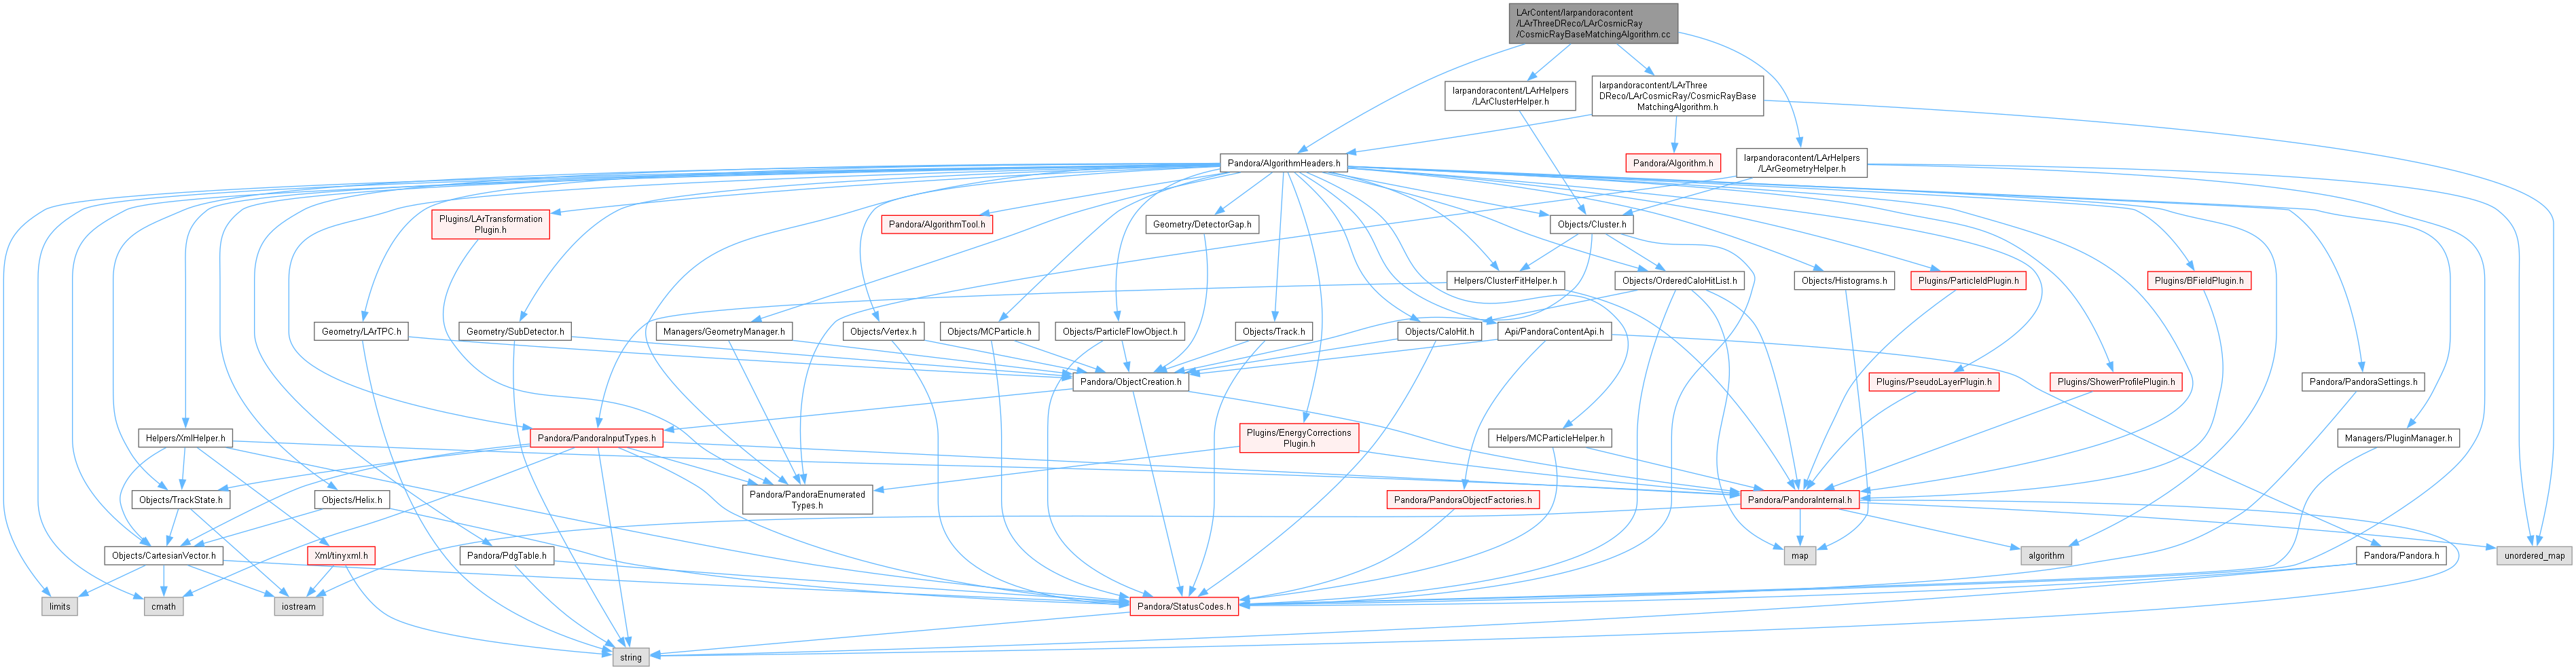 LArContent/larpandoracontent
/LArThreeDReco/LArCosmicRay
/CosmicRayBaseMatchingAlgorithm.cc
larpandoracontent/LArHelpers
/LArClusterHelper.h
larpandoracontent/LArThree
DReco/LArCosmicRay/CosmicRayBase
MatchingAlgorithm.h
Pandora/AlgorithmHeaders.h
Pandora/Algorithm.h
larpandoracontent/LArHelpers
/LArGeometryHelper.h
Plugins/LArTransformation
Plugin.h
Pandora/AlgorithmTool.h
Geometry/DetectorGap.h
Objects/Cluster.h
Helpers/ClusterFitHelper.h
Objects/OrderedCaloHitList.h
Objects/Histograms.h
Plugins/ParticleIdPlugin.h
Plugins/BFieldPlugin.h
Geometry/LArTPC.h
Geometry/SubDetector.h
Managers/GeometryManager.h
Objects/Vertex.h
Objects/MCParticle.h
Objects/ParticleFlowObject.h
Objects/Track.h
Objects/CaloHit.h
Api/PandoraContentApi.h
Pandora/ObjectCreation.h
Plugins/PseudoLayerPlugin.h
Plugins/ShowerProfilePlugin.h
Pandora/PandoraSettings.h
Helpers/XmlHelper.h
Pandora/PandoraInputTypes.h
Plugins/EnergyCorrections
Plugin.h
Helpers/MCParticleHelper.h
Managers/PluginManager.h
Objects/TrackState.h
Objects/Helix.h
Pandora/PandoraEnumerated
Types.h
Pandora/PandoraObjectFactories.h
Pandora/PandoraInternal.h
Objects/CartesianVector.h
Xml/tinyxml.h
Pandora/PdgTable.h
map
algorithm
Pandora/Pandora.h
unordered_map
limits
cmath
iostream
Pandora/StatusCodes.h
string